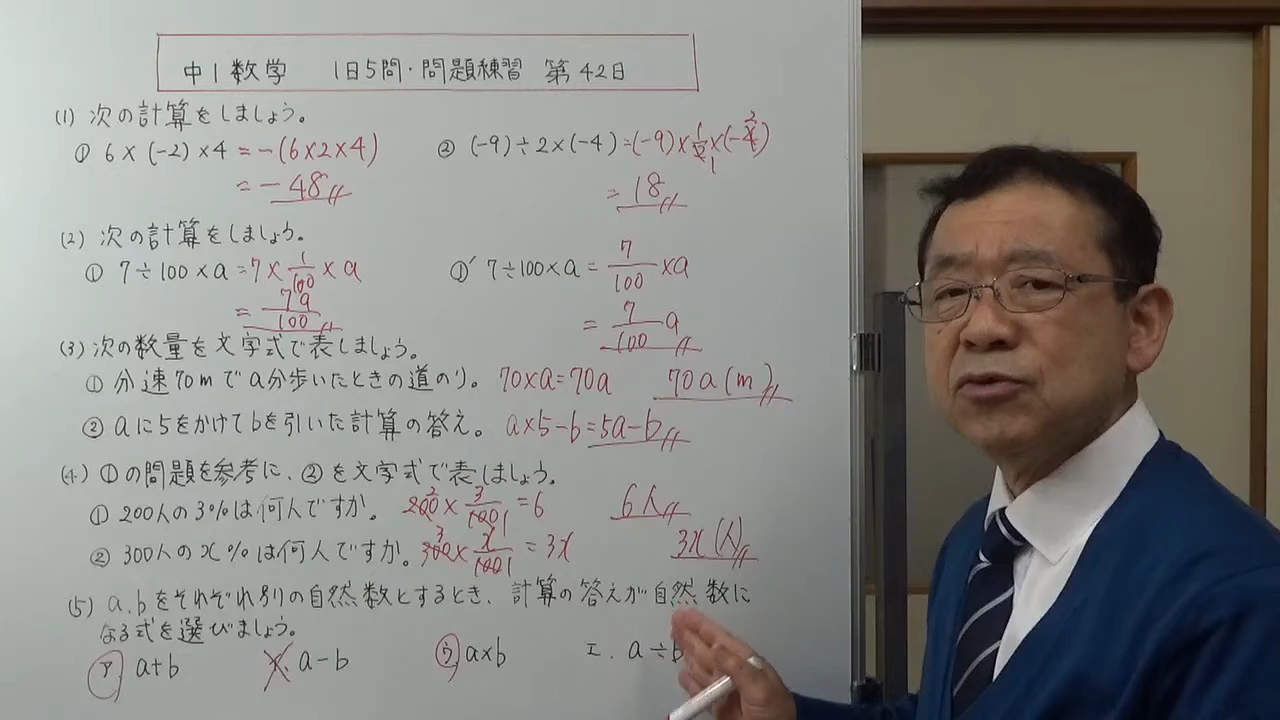 中1数学 1日5問・問題練習 第42日
(1) 次の計算をしましょう。
① 6×(-2)×4=-(6×2×4)
=-48
② (-9)÷2×(-4)=(-9)×1/2×(-4)
2
1
=18
(2) 次の計算をしましょう。
① 7÷100×a=7×1/100×a
=7a/100
①′ 7÷100×a=7/100×a
=7/100a
(3) 次の数量を文字式で表しましょう。
① 分速70mでa分歩いたときの道のり。 70×a=70a 70a(m)
② aに5をかけてbを引いた計算の答え。 a×5-b=5a-b
(4) ①の問題を参考に、②を文字式で表しましょう。
① 200人の3%は何人ですか。 200×3/100=6 6人
2
1
② 300人のx%は何人ですか。 300×x/100=3x 3x(人)
3
1
(5) a.bをそれぞれ別の自然数とするとき、計算の答えが自然数に
なる式を選びましょう。
ア a+b イ. a-b ウ a×b エ. a÷b